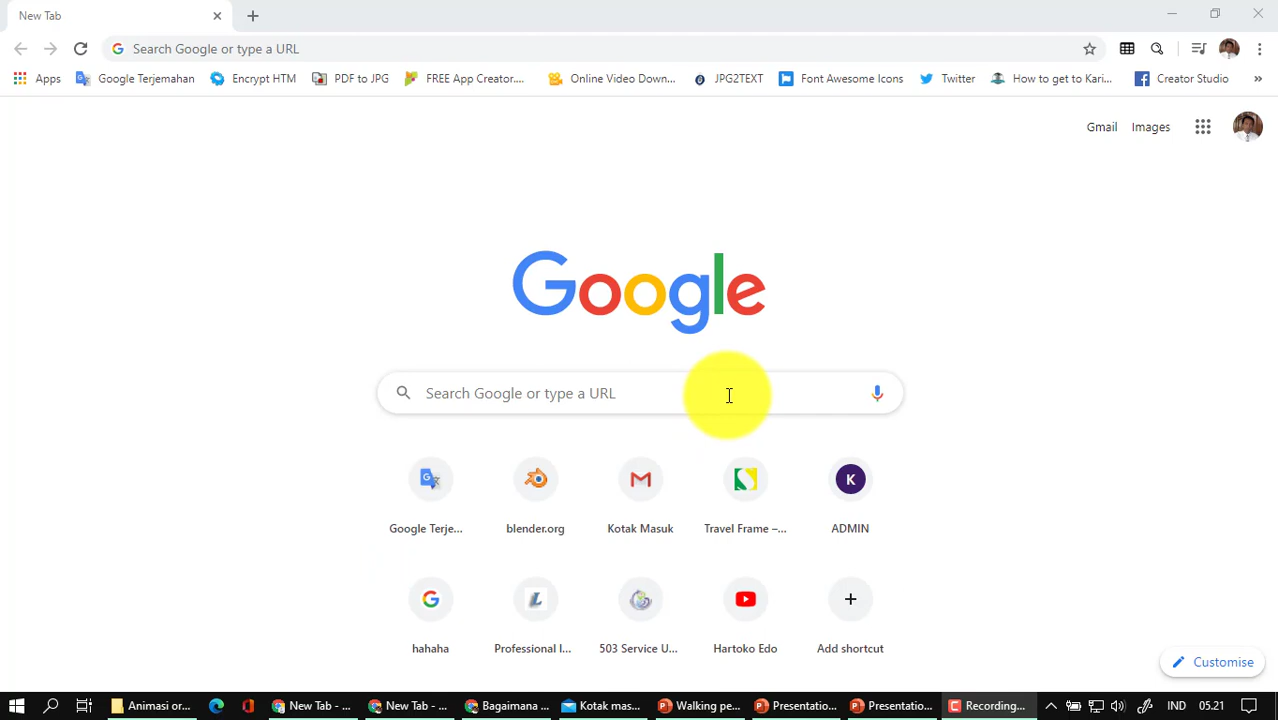 New Tab
Search Google or type a URL
Apps
Google Terjemahan
Encrypt HTM
PDF to JPG
FREE App Creator....
Online Video Down...
JPG2TEXT
Font Awesome Icons
Twitter
How to get to Kari...
Creator Studio
Gmail
Images
Google
Search Google or type a URL
Google Terje...
blender.org
Kotak Masuk
Travel Frame –...
K
ADMIN
hahaha
Professional I...
503 Service U...
Hartoko Edo
Add shortcut
Customise
Animasi or...
New Tab - ...
New Tab - ...
Bagaimana ...
Kotak mas...
Walking pe...
Presentatio...
Presentatio...
Recording...
IND
05.21